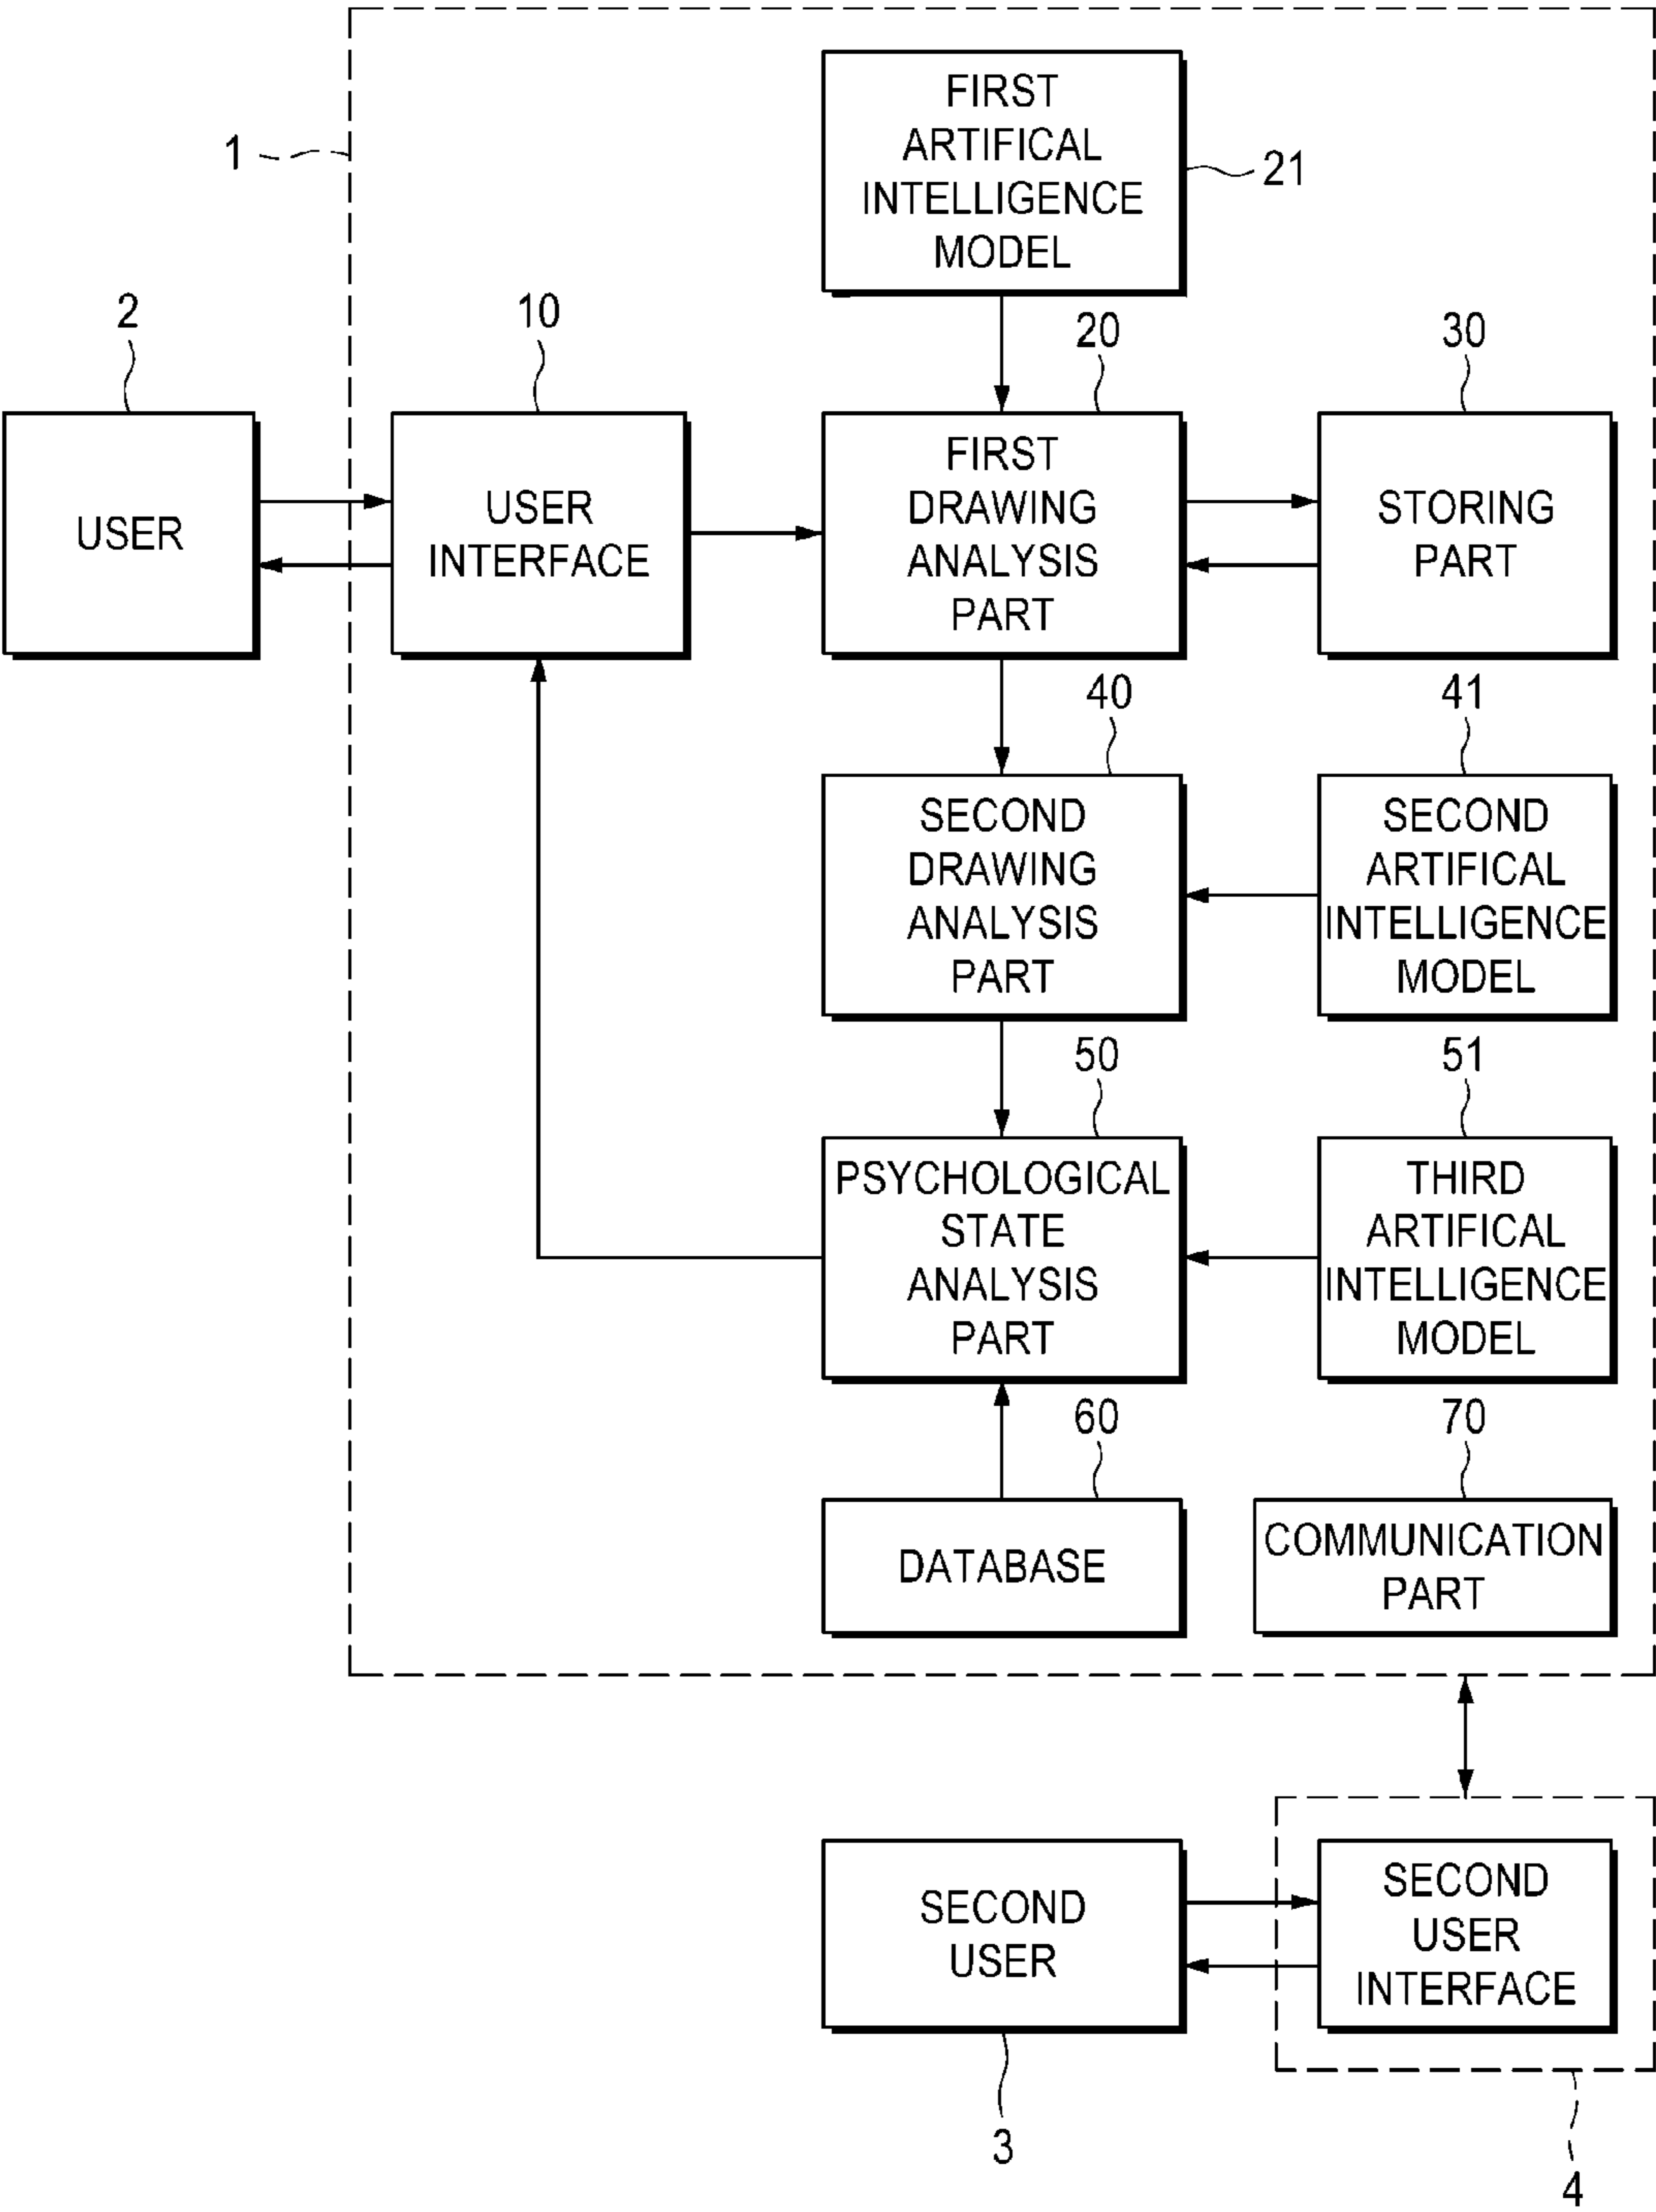 FIRST
ARTIFICAL
INTELLIGENCE
MODEL
1
21
2
10
20
30
USER
USER
INTERFACE
FIRST
DRAWING
ANALYSIS
PART
STORING
PART
40
41
SECOND
DRAWING
ANALYSIS
PART
SECOND
ARTIFICAL
INTELLIGENCE
MODEL
50
51
PSYCHOLOGICAL
STATE
ANALYSIS
PART
THIRD
ARTIFICAL
INTELLIGENCE
MODEL
60
70
DATABASE
COMMUNICATION
PART
SECOND
USER
SECOND
USER
INTERFACE
3
4